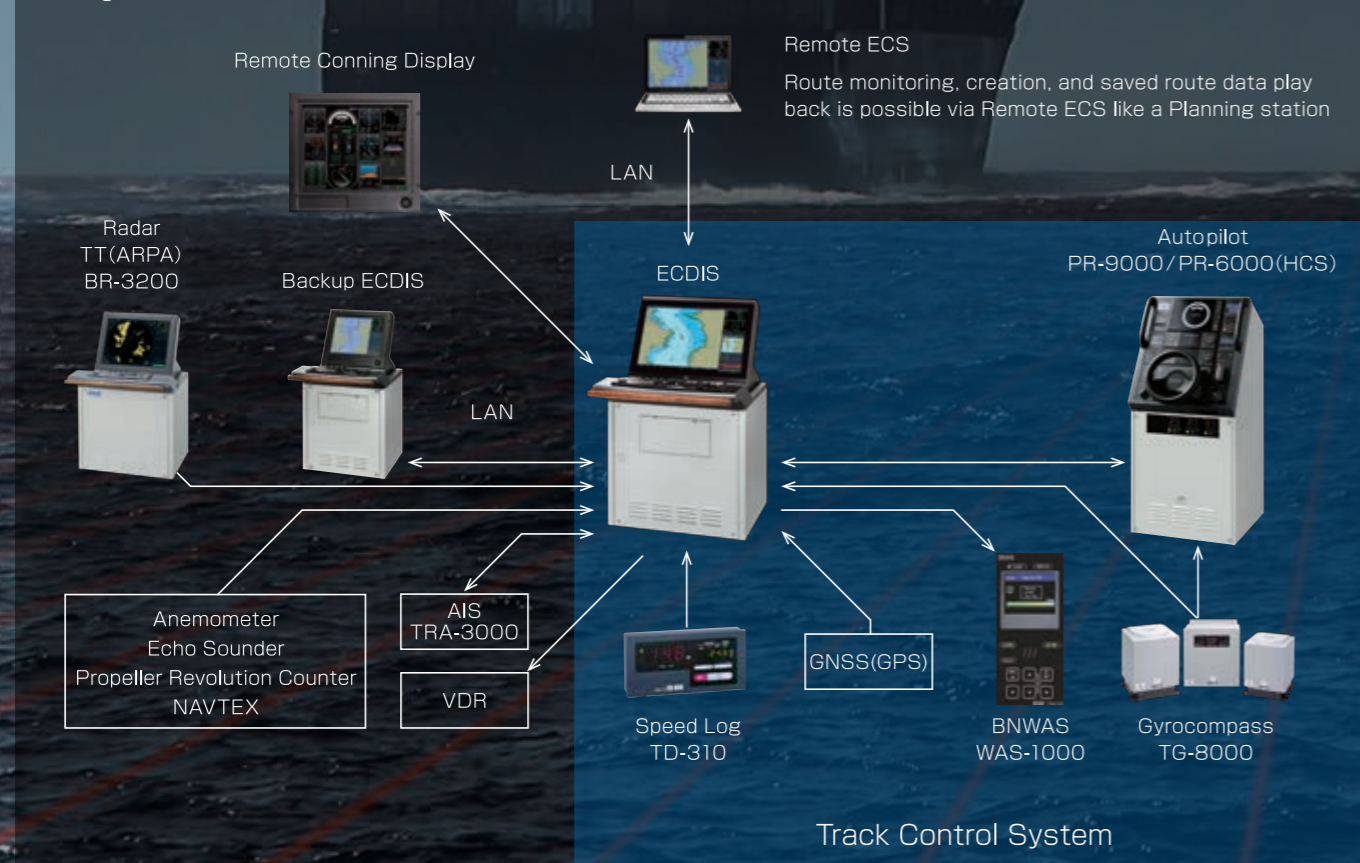 Remote Conning Display
Remote ECS
Route monitoring, creation, and saved route data play
back is possible via Remote ECS like a Planning station
LAN
Radar
TT(ARPA)
BR-3200
Backup ECDIS
ECDIS
Autopilot
PR-9000/PR-6000(HCS)
LAN
Anemometer
Echo Sounder
Propeller Revolution Counter
NAVTEX
AIS
TRA-3000
VDR
Speed Log
TD-310
GNSS(GPS)
BNWAS
WAS-1000
Gyrocompass
TG-8000
Track Control System